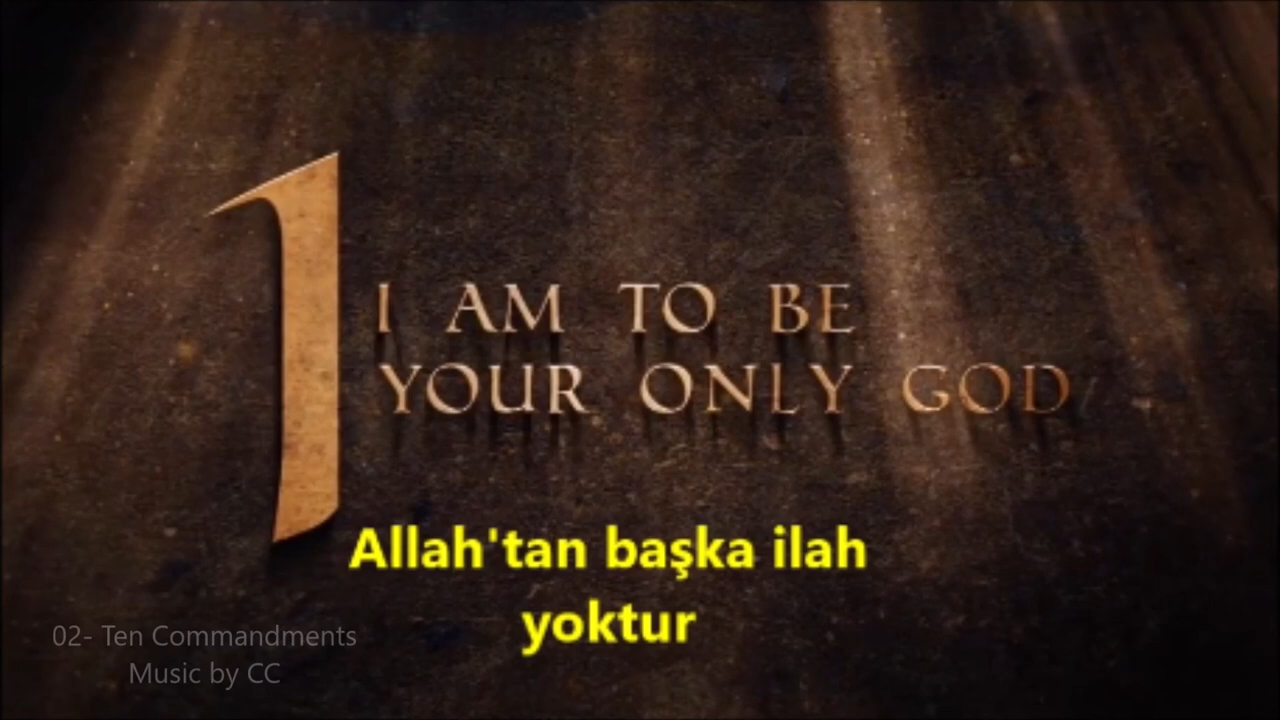 1
I AM TO BE
YOUR ONLY GOD
Allah'tan başka ilah
yoktur
02- Ten Commandments
Music by CC